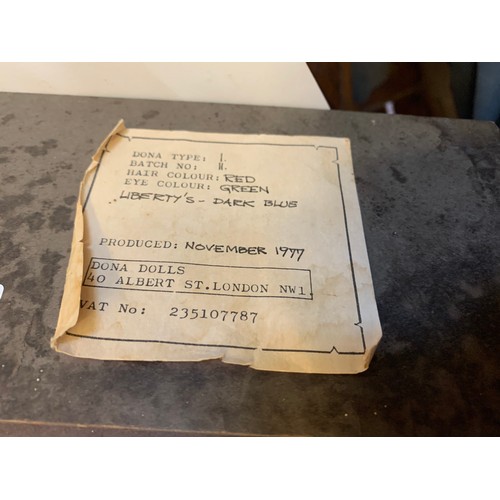 DONA TYPE: 1.
BATCH NO: H.
HAIR COLOUR: RED
EYE COLOUR: GREEN
LIBERTY'S - DARK BLUE
PRODUCED: NOVEMBER 1977
DONA DOLLS
40 ALBERT ST.LONDON NW1.
VAT No: 235107787